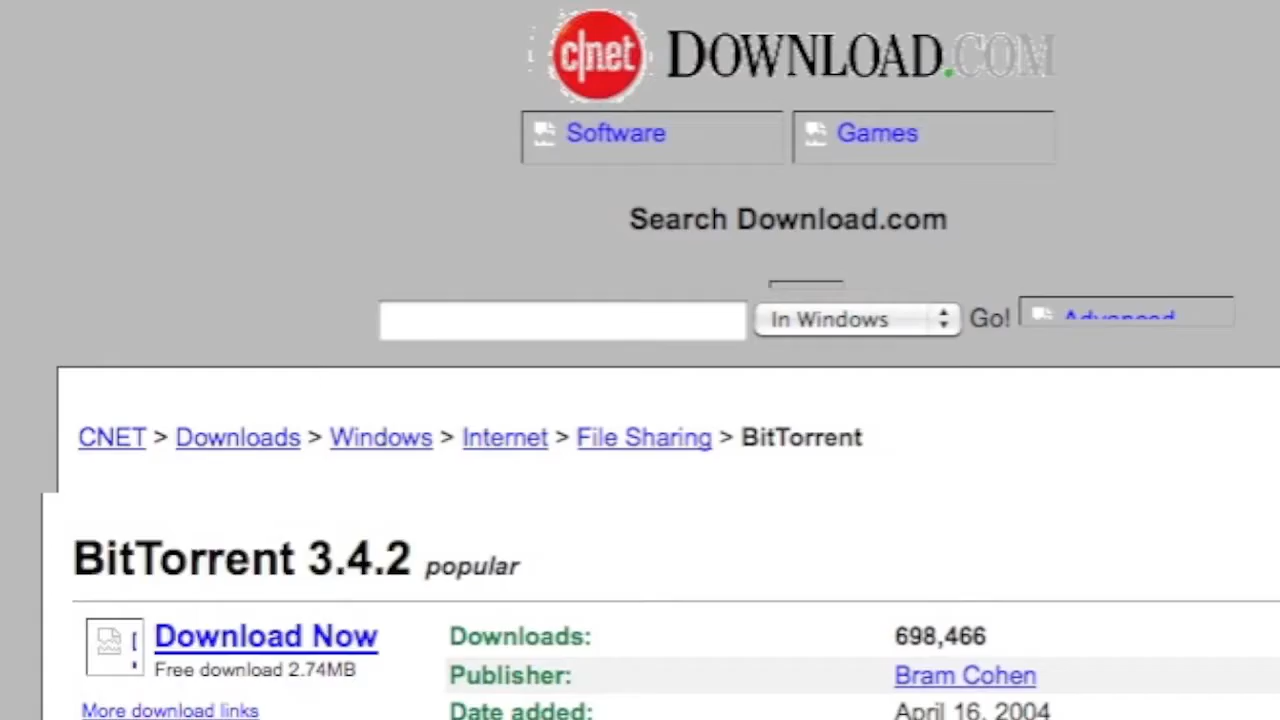 c|net DOWNLOAD.COM
Software Games
Search Download.com
In Windows Go! Advanced
CNET > Downloads > Windows > Internet > File Sharing > BitTorrent
BitTorrent 3.4.2 popular
Download Now Downloads: 698,466
Free download 2.74MB Publisher: Bram Cohen
More download links Date added: April 16, 2004